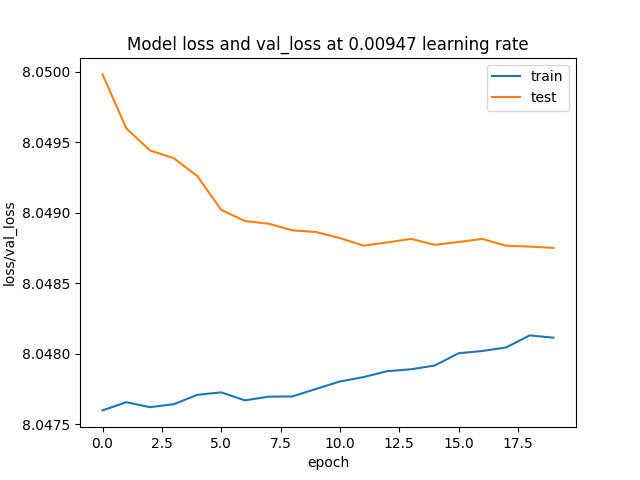 Model loss and val_loss at 0.00947 learning rate
train
test
loss/val_loss
8.0500
8.0495
8.0490
8.0485
8.0480
8.0475
0.0 2.5 5.0 7.5 10.0 12.5 15.0 17.5
epoch